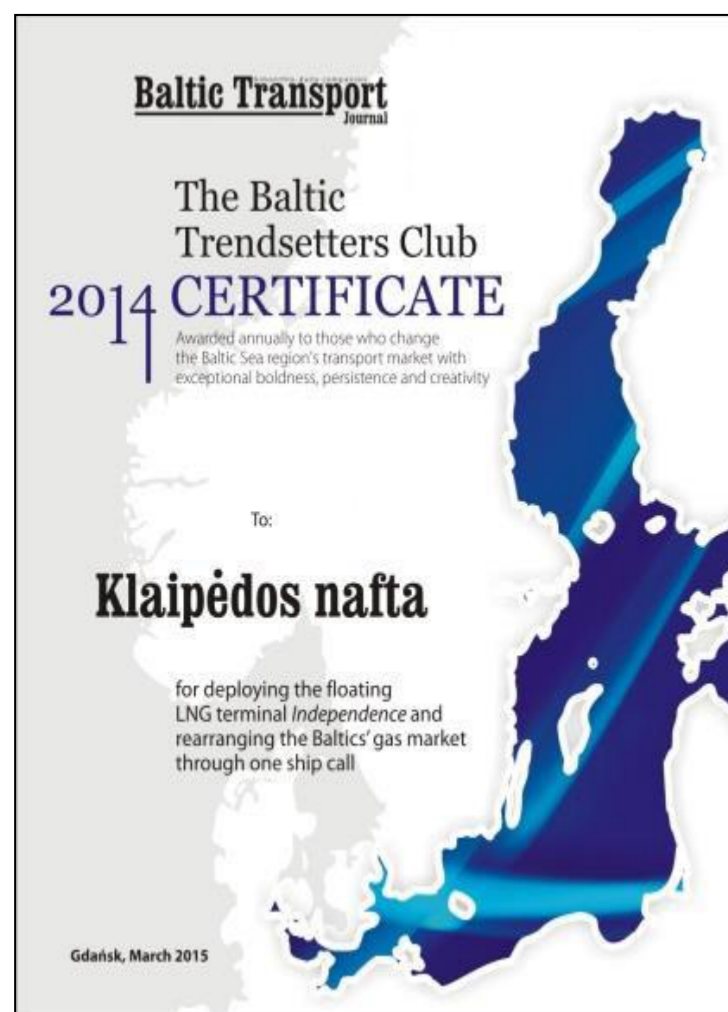 Baltic Transport
Journal
The Baltic
Trendsetters Club
2014 CERTIFICATE
Awarded annually to those who change
the Baltic Sea region's transport market with
exceptional boldness, persistence and creativity
To:
Klaipėdos nafta
for deploying the floating
LNG terminal Independence and
rearranging the Baltics' gas market
through one ship call
Gdańsk, March 2015